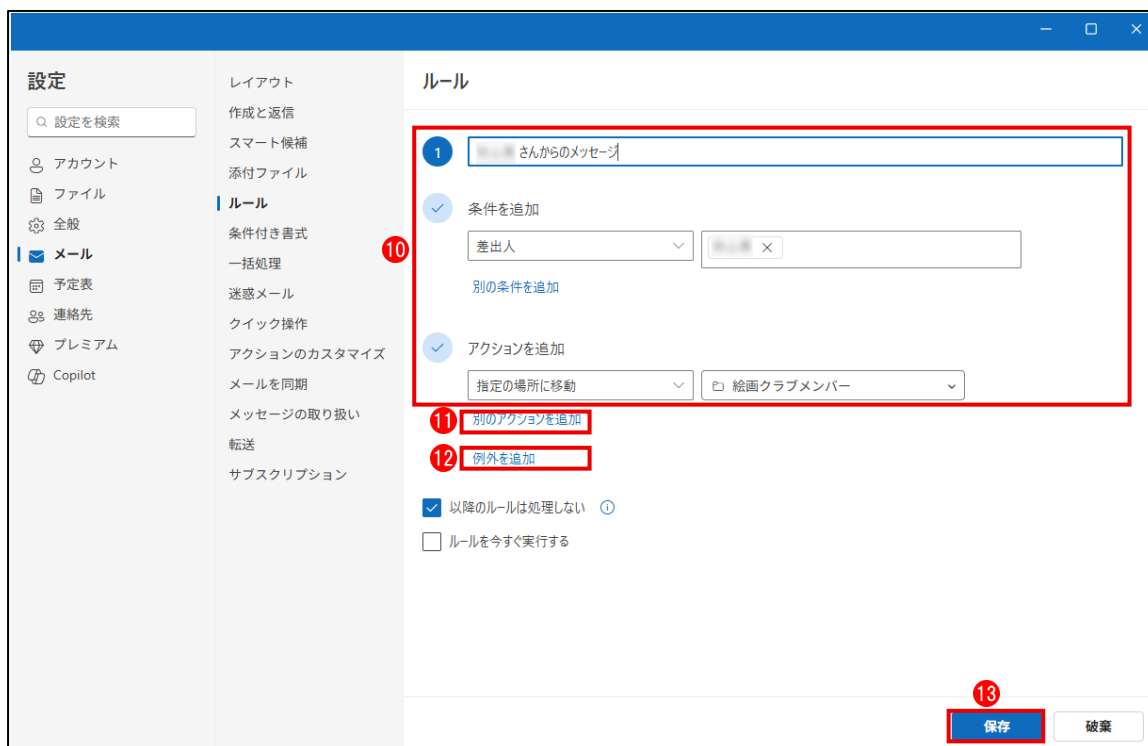 設定
設定を検索
アカウント
ファイル
全般
メール
予定表
連絡先
プレミアム
Copilot
レイアウト
作成と返信
スマート候補
添付ファイル
ルール
条件付き書式
一括処理
迷惑メール
クイック操作
アクションのカスタマイズ
メールを同期
メッセージの取り扱い
転送
サブスクリプション
ルール
10
1 さんからのメッセージ
条件を追加
差出人
別の条件を追加
アクションを追加
指定の場所に移動 絵画クラブメンバー
11 別のアクションを追加
12 例外を追加
以降のルールは処理しない
ルールを今すぐ実行する
13
保存 破棄